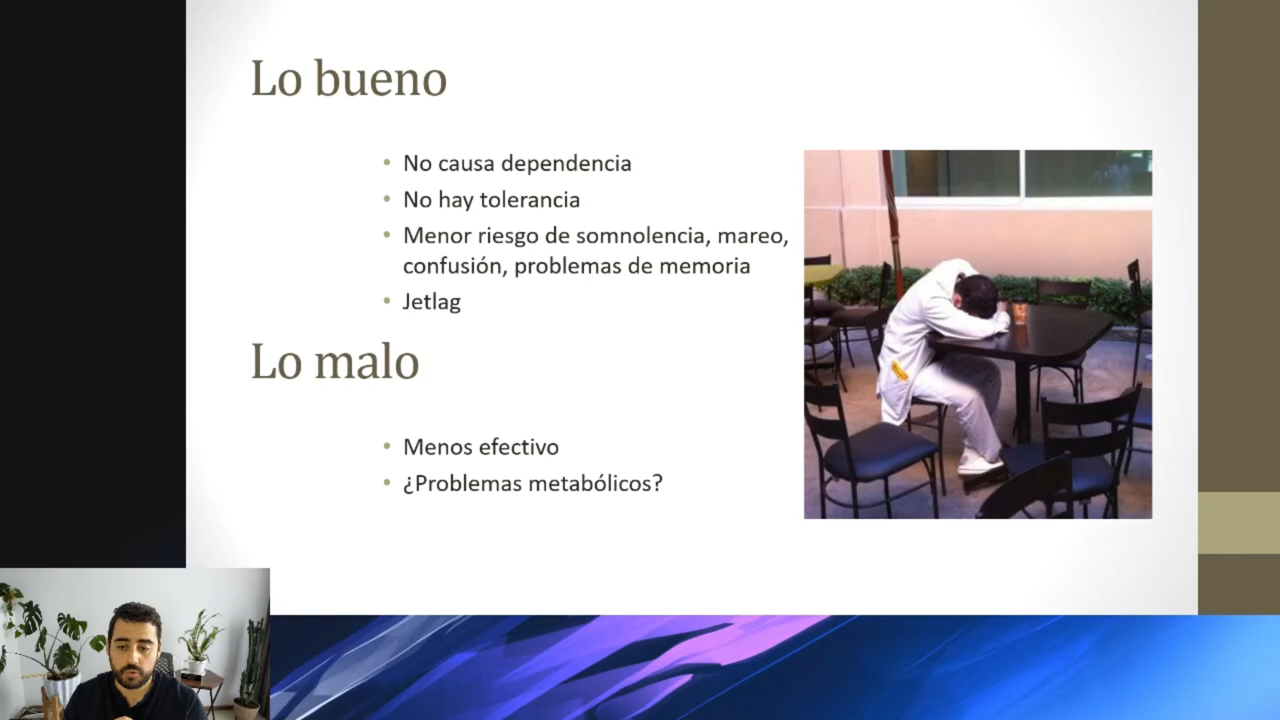 Lo bueno
• No causa dependencia
• No hay tolerancia
• Menor riesgo de somnolencia, mareo,
confusión, problemas de memoria
• Jetlag
Lo malo
• Menos efectivo
• ¿Problemas metabólicos?